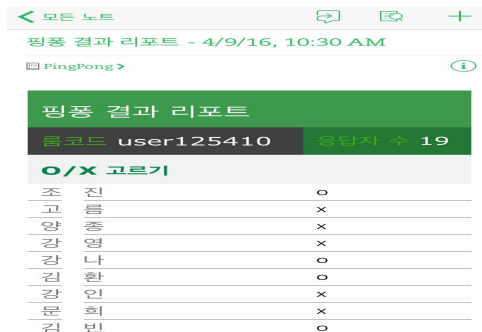 모든 노트
핑퐁 결과 리포트 - 4/9/16, 10:30 AM
PingPong >
핑퐁 결과 리포트
룸코드 user125410 응답자 수 19
O/X 고르기
조 진 o
고 름 x
양 종 x
강 영 x
강 나 o
김 환 o
강 인 x
문 희 x
김 빈 o